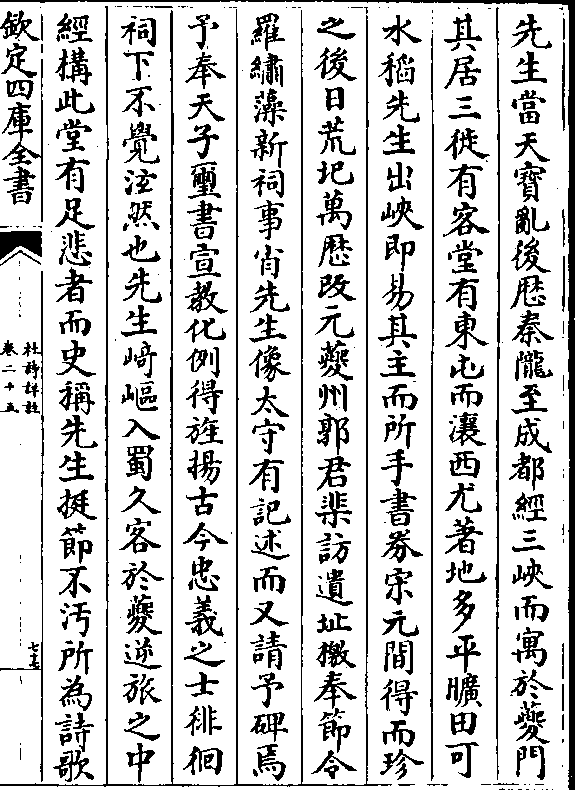 先生當天寳亂後歴秦隴至成都經三峽而寓於夔門
其居三徙有客堂有東屯而瀼西尤著地多平曠田可
水稻先生出峽即易其主而所手書券宋元間得而珍
之後日荒圯萬歴改元夔州郭君棐訪遺址檄奉節令
羅繡藻新祠事肖先生像太守有記述而又請予碑焉
予奉天子璽書宣敎化例得旌揚古今忠義之士徘徊
祠下不覺泫然也先生﨑嶇入蜀久客於夔逆旅之中
經構此堂有足悲者而史稱先生挺節不汚所為詩歌
欽定四庫全書
杜詩詳註
卷二十五